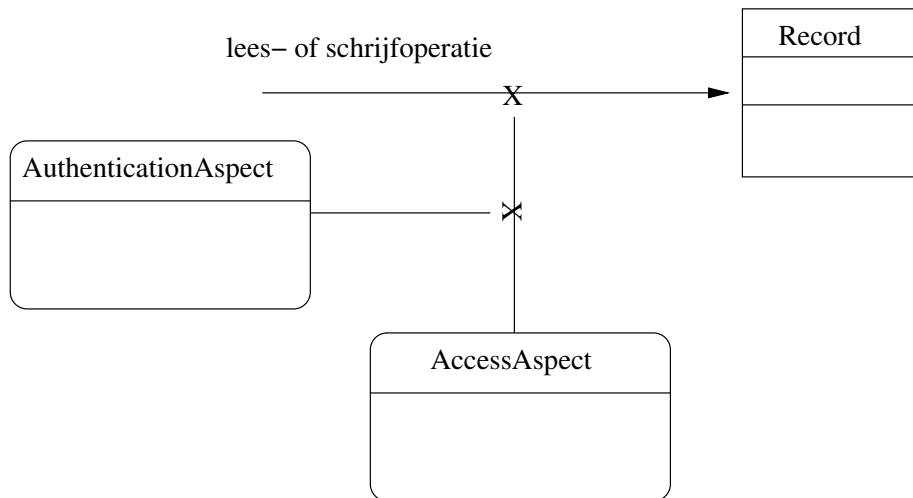 lees– of schrijfoperatie
Record
X
AuthenticationAspect
X
AccessAspect